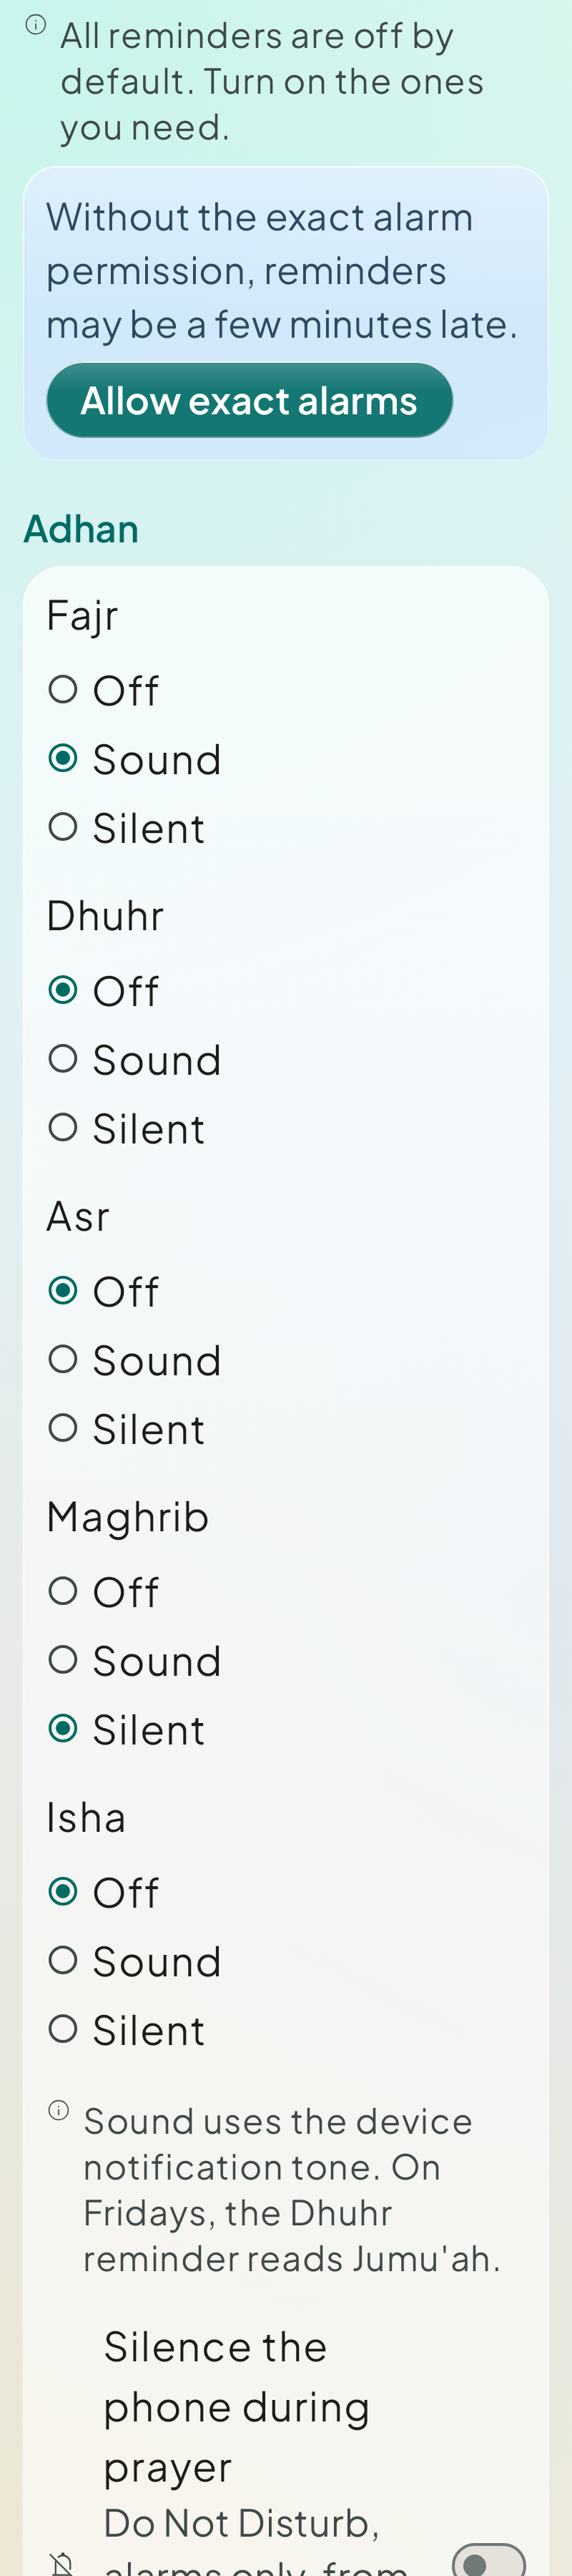 All reminders are off by
default. Turn on the ones
you need.
Without the exact alarm
permission, reminders
may be a few minutes late.
Allow exact alarms
Adhan
Fajr
Off
Sound
Silent
Dhuhr
Off
Sound
Silent
Asr
Off
Sound
Silent
Maghrib
Off
Sound
Silent
Isha
Off
Sound
Silent
Sound uses the device
notification tone. On
Fridays, the Dhuhr
reminder reads Jumu'ah.
Silence the
phone during
prayer
Do Not Disturb,
alarms only, from